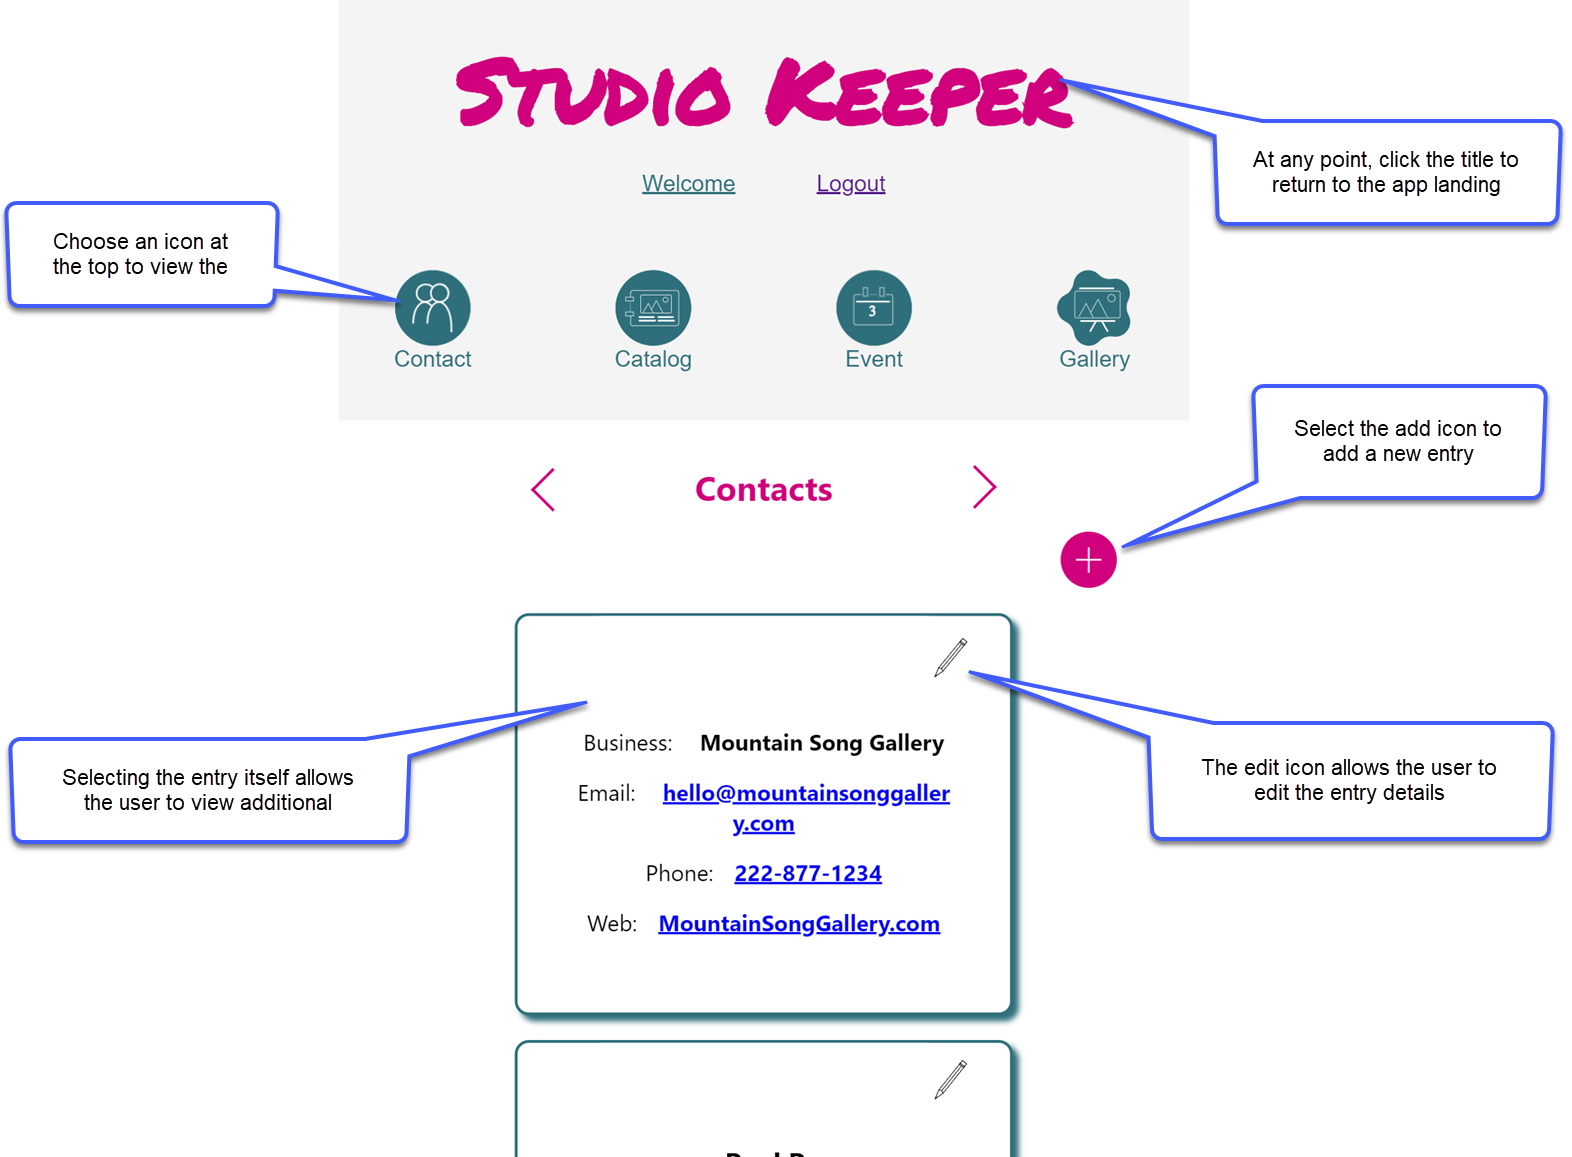 STUDIO KEEPER
At any point, click the title to
return to the app landing
Welcome
Logout
Choose an icon at
the top to view the
3
Contact
Catalog
Event
Gallery
Select the add icon to
add a new entry
Contacts
Selecting the entry itself allows
the user to view additional
The edit icon allows the user to
edit the entry details
Business: Mountain Song Gallery
Email: hello@mountainsonggaller
y.com
Phone: 222-877-1234
Web: MountainSongGallery.com